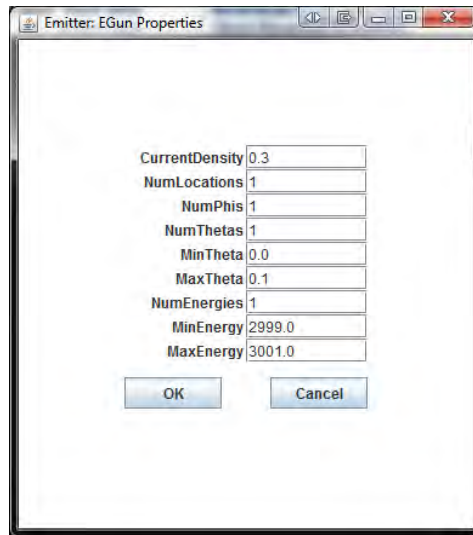 Emitter: EGun Properties
CurrentDensity 0.3
NumLocations 1
NumPhis 1
NumThetas 1
MinTheta 0.0
MaxTheta 0.1
NumEnergies 1
MinEnergy 2999.0
MaxEnergy 3001.0
OK Cancel